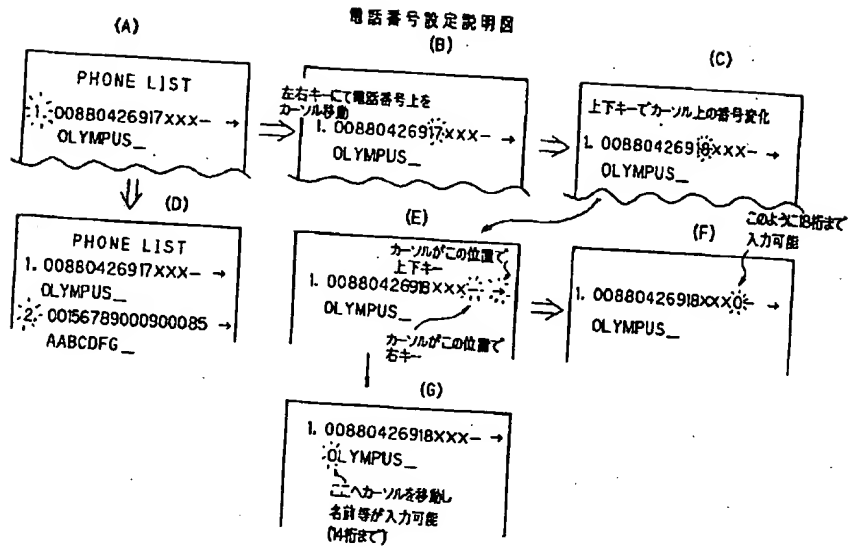 電話番号設定説明図
(A)
PHONE LIST
1. 00880426917XXX– →
OLYMPUS_
(B)
左右キーにて電話番号上を
カーソル移動
1. 00880426917XXX– →
OLYMPUS_
(C)
上下キーでカーソル上の番号変化
1. 00880426918XXX– →
OLYMPUS_
(D)
PHONE LIST
1. 00880426917XXX– →
OLYMPUS_
2. 00156789000900085 →
AABCDFG_
(E)
カーソルがこの位置で
上下キー
1. 00880426918XXX– →
OLYMPUS_
カーソルがこの位置で
右キー
(F)
このように18桁まで
入力可能
1. 00880426918XXX0– →
OLYMPUS_
(G)
1. 00880426918XXX– →
OLYMPUS_
ここへカーソルを移動し
名前等が入力可能
(14桁まで)